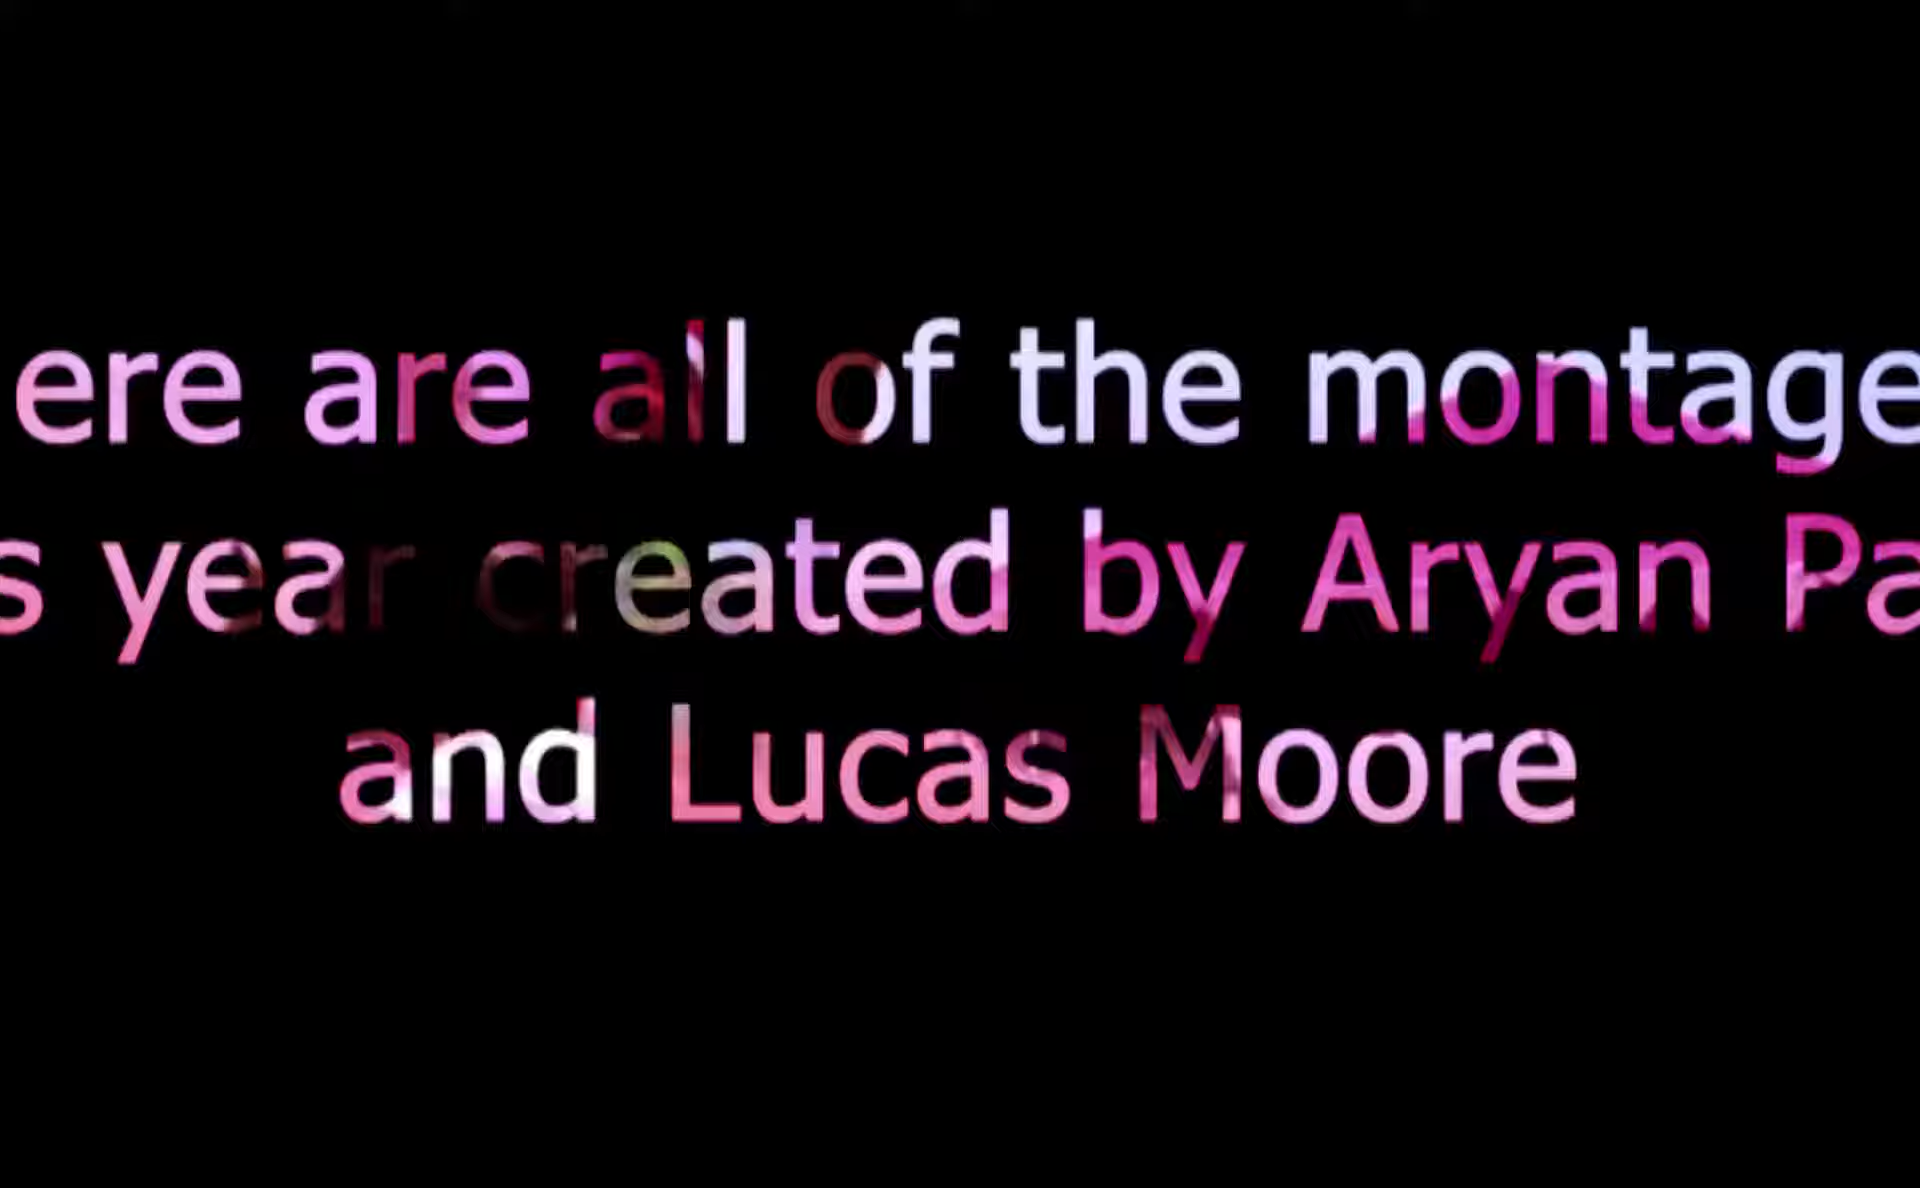 ere are all of the montage
s year created by Aryan Pa
and Lucas Moore